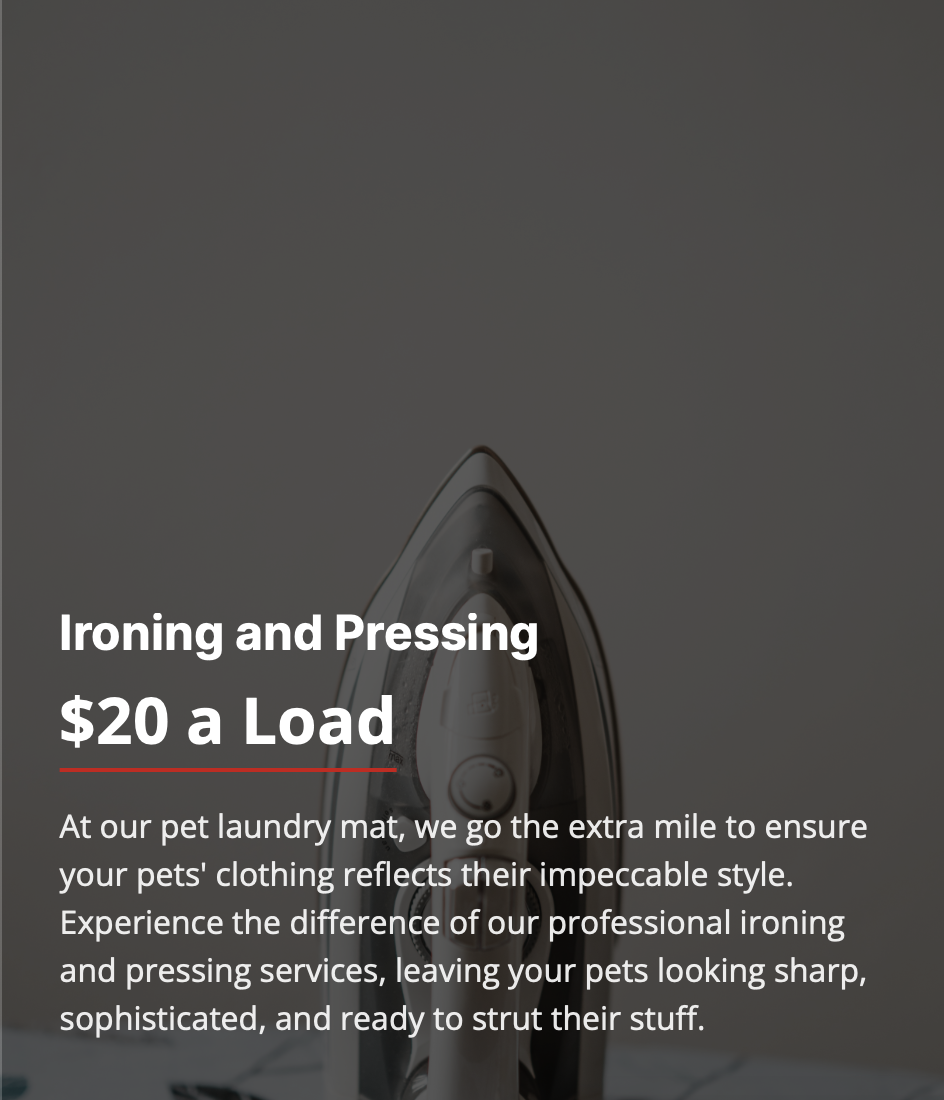 Ironing and Pressing
$20 a Load
At our pet laundry mat, we go the extra mile to ensure
your pets' clothing reflects their impeccable style.
Experience the difference of our professional ironing
and pressing services, leaving your pets looking sharp,
sophisticated, and ready to strut their stuff.